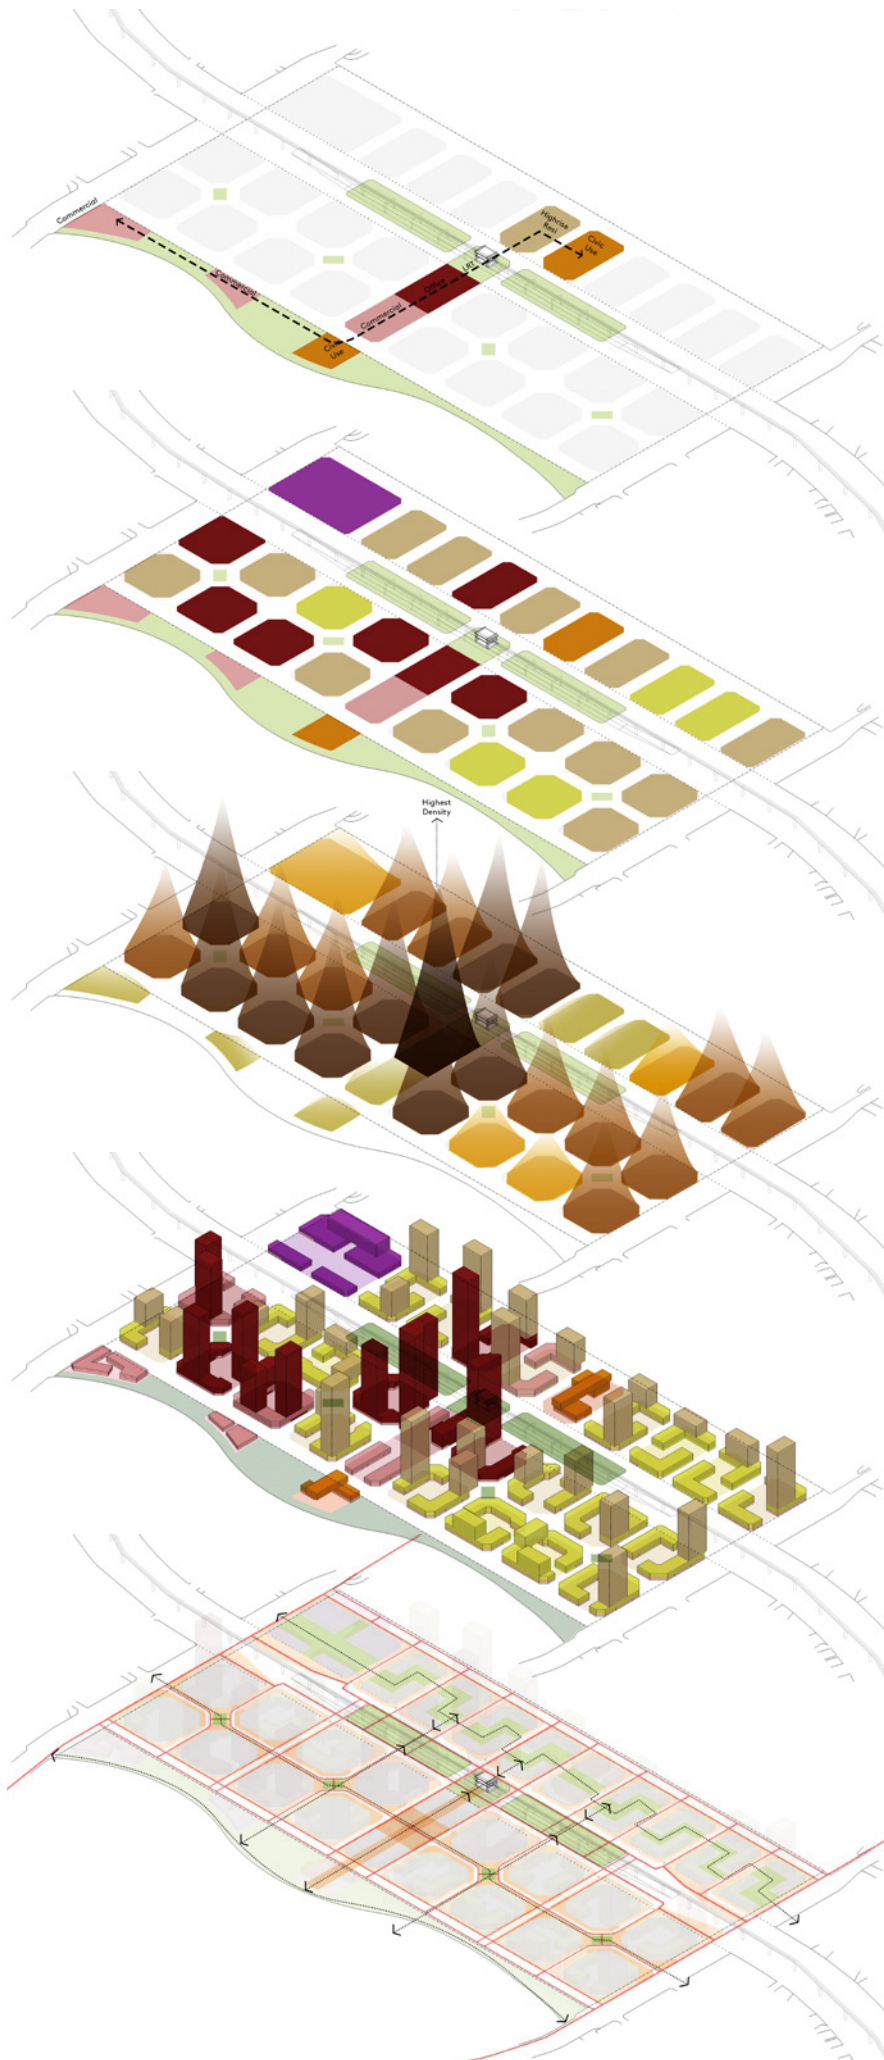 Commercial
Highrise
Resi
Civic
Use
LRT
Office
Commercial
Commercial
Civic
Use
Highest
Density